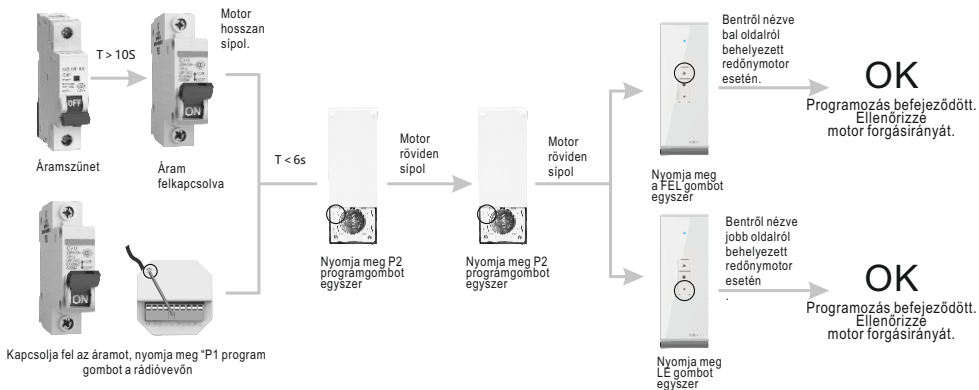 T > 10S
Motor
hosszan
sípol.
OFF
ON
Áramszünet
Áram
felkapcsolva
ON
Kapcsolja fel az áramot, nyomja meg “P1 program
gombot a rádióvevőn
T < 6s
Nyomja meg P2
prográmgombot
egyszer
Motor
röviden
sípol
Nyomja meg P2
prográmgombot
egyszer
Motor
röviden
sípol
Nyomja meg
a FEL gombot
egyszer
Bentről nézve
bal oldalról
behelyezett
redőnymotor
esetén.
OK
Programozás befejeződött.
Ellenőrizze
motor forgásirányát.
Nyomja meg
LE gombot
egyszer
Bentről nézve
jobb oldalról
behelyezett
redőnymotor
esetén
.
OK
Programozás befejeződött.
Ellenőrizze
motor forgásirányát.